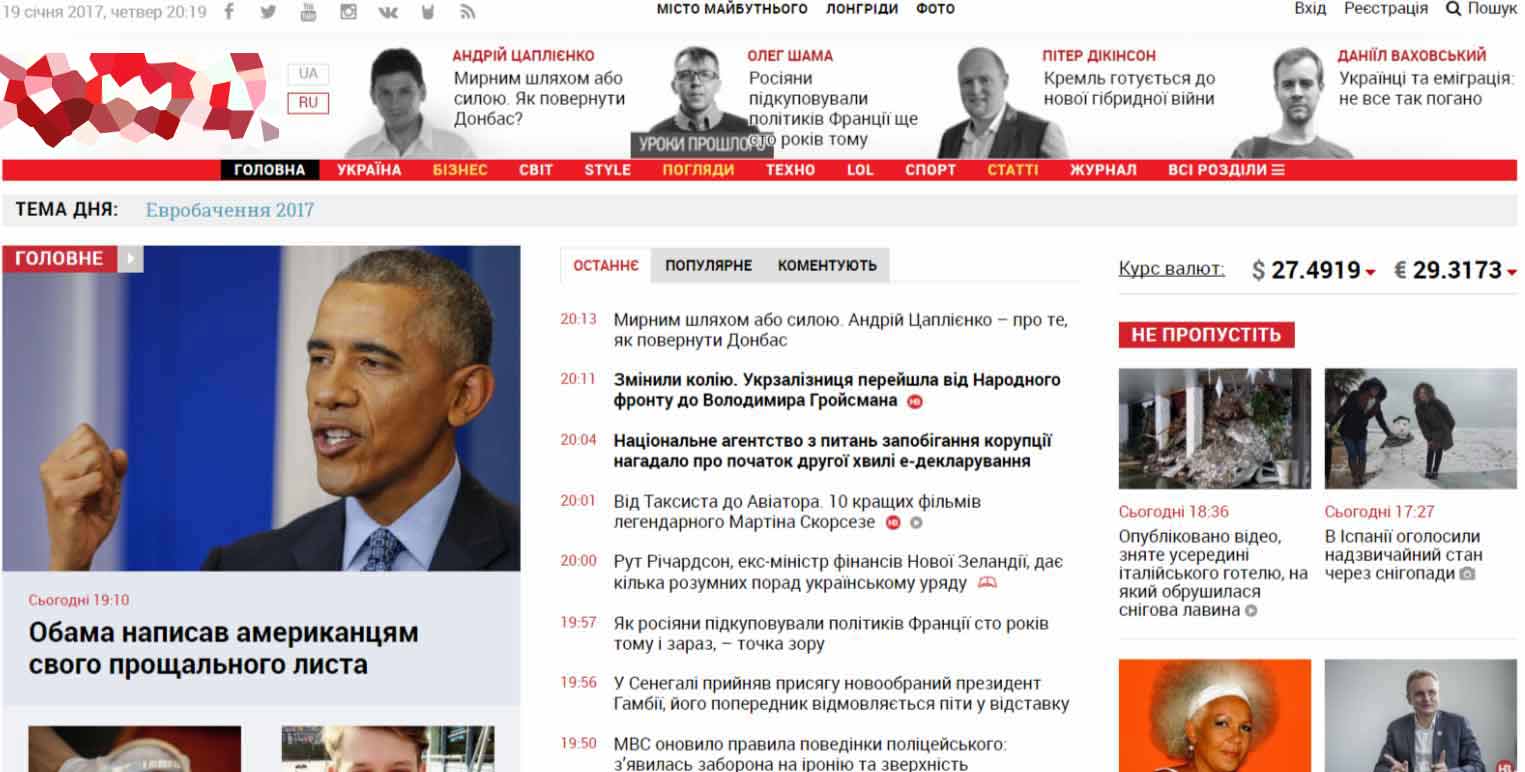 19 січня 2017, четвер 20:19
МІСТО МАЙБУТНЬОГО ЛОНГРІДИ ФОТО
Вхід Реєстрація Пошук
UA
RU
АНДРІЙ ЦАПЛІЄНКО
Мирним шляхом або
силою. Як повернути
Донбас?
УРОКИ ПРОШЛОГО
ОЛЕГ ШАМА
Росіяни
підкуповували
політиків Франції ще
сто років тому
ПІТЕР ДІКІНСОН
Кремль готується до
нової гібридної війни
ДАНІЇЛ ВАХОВСЬКИЙ
Українці та еміграція:
не все так погано
ГОЛОВНА УКРАЇНА БІЗНЕС СВІТ STYLE ПОГЛЯДИ ТЕХНО LOL СПОРТ СТАТТІ ЖУРНАЛ ВСІ РОЗДІЛИ
ТЕМА ДНЯ: Евробачення 2017
ГОЛОВНЕ
Сьогодні 19:10
Обама написав американцям
свого прощального листа
ОСТАННЄ ПОПУЛЯРНЕ КОМЕНТУЮТЬ
20:13 Мирним шляхом або силою. Андрій Цаплієнко – про те,
як повернути Донбас
20:11 Змінили колію. Укрзалізниця перейшла від Народного
фронту до Володимира Гройсмана НВ
20:04 Національне агентство з питань запобігання корупції
нагадало про початок другої хвилі е-декларування
20:01 Від Таксиста до Авіатора. 10 кращих фільмів
легендарного Мартіна Скорсезе НВ
20:00 Рут Річардсон, екс-міністр фінансів Нової Зеландії, дає
кілька розумних порад українському уряду
19:57 Як росіяни підкуповували політиків Франції сто років
тому і зараз, – точка зору
19:56 У Сенегалі прийняв присягу новообраний президент
Гамбії, його попередник відмовляється піти у відставку
19:50 МВС оновило правила поведінки поліцейського:
з'явилась заборона на іронію та зверхність
Курс валют: $ 27.4919 € 29.3173
НЕ ПРОПУСТІТЬ
Сьогодні 18:36
Опубліковано відео,
зняте усередині
італійського готелю, на
який обрушилася
снігова лавина
Сьогодні 17:27
В Іспанії оголосили
надзвичайний стан
через снігопади
НВ